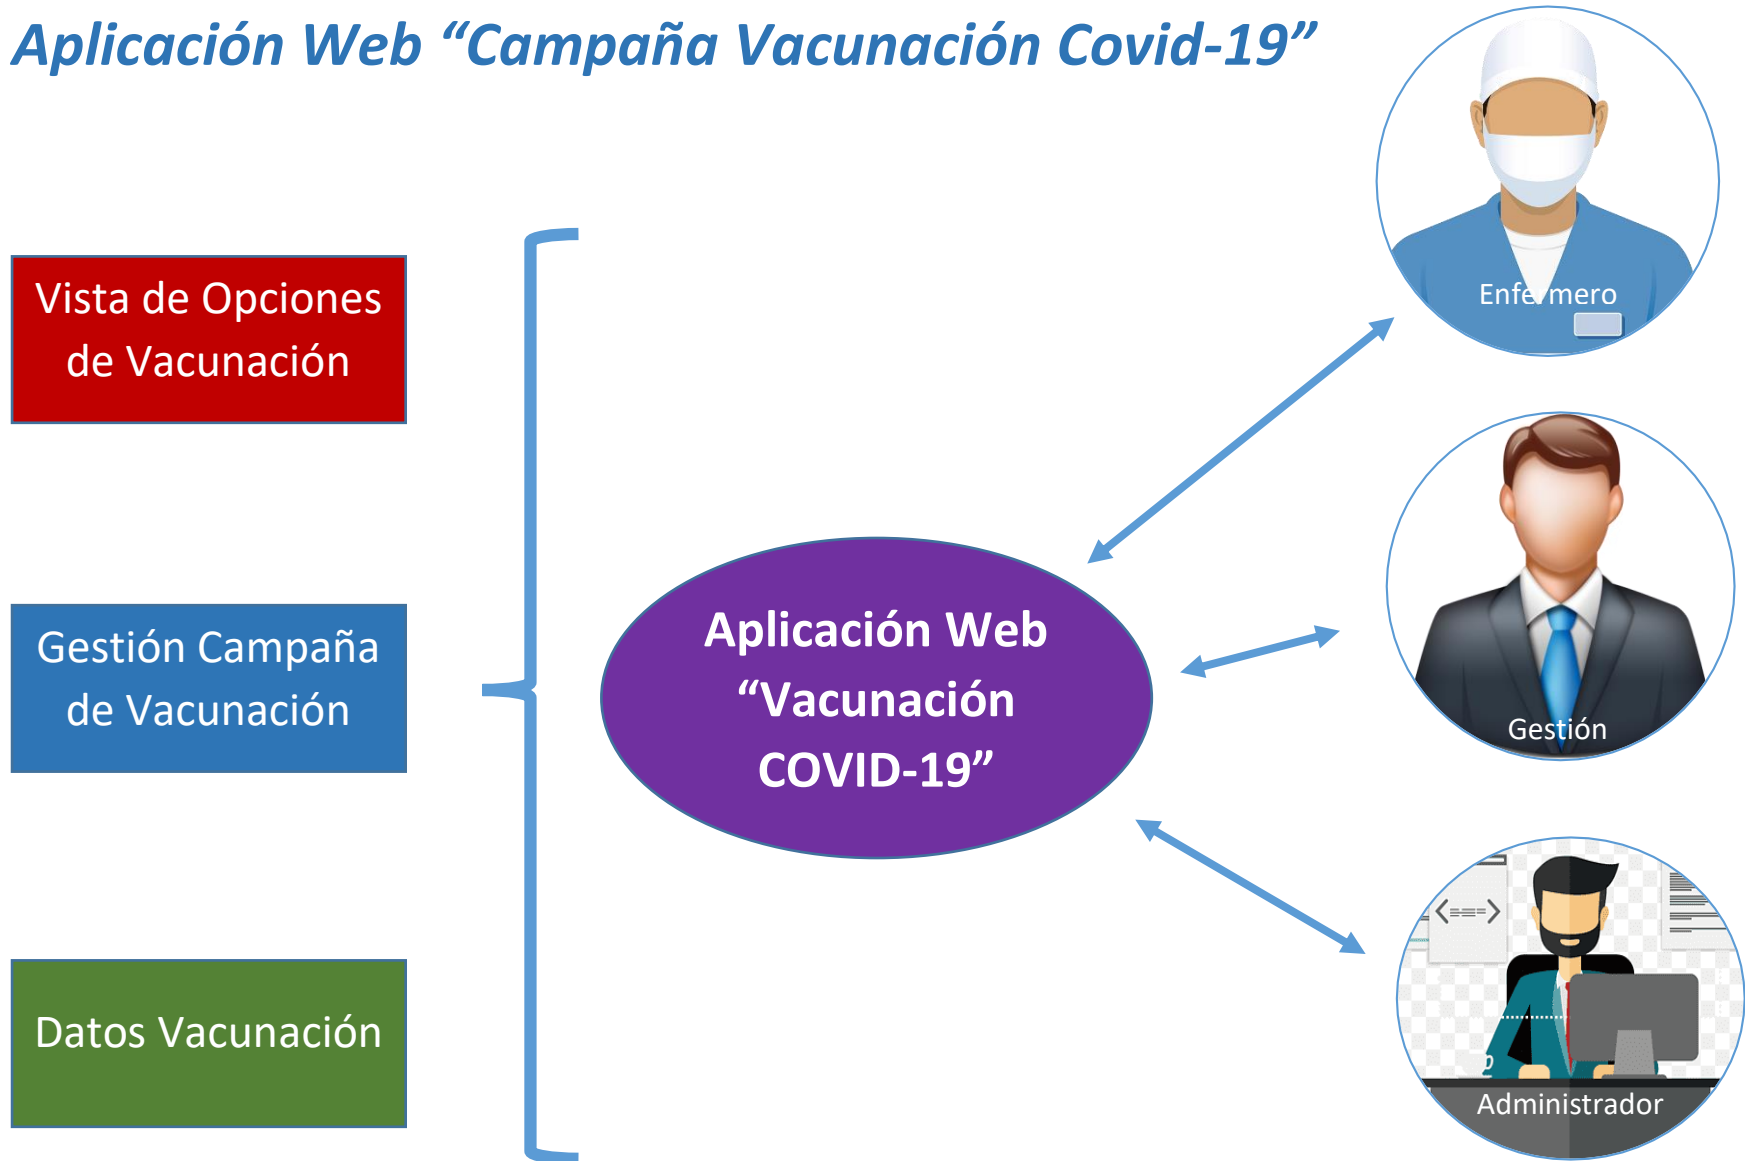 Aplicación Web “Campaña Vacunación Covid-19”
Vista de Opciones
de Vacunación
Gestión Campaña
de Vacunación
Datos Vacunación
Aplicación Web
“Vacunación
COVID-19”
Enfermero
Gestión
Administrador